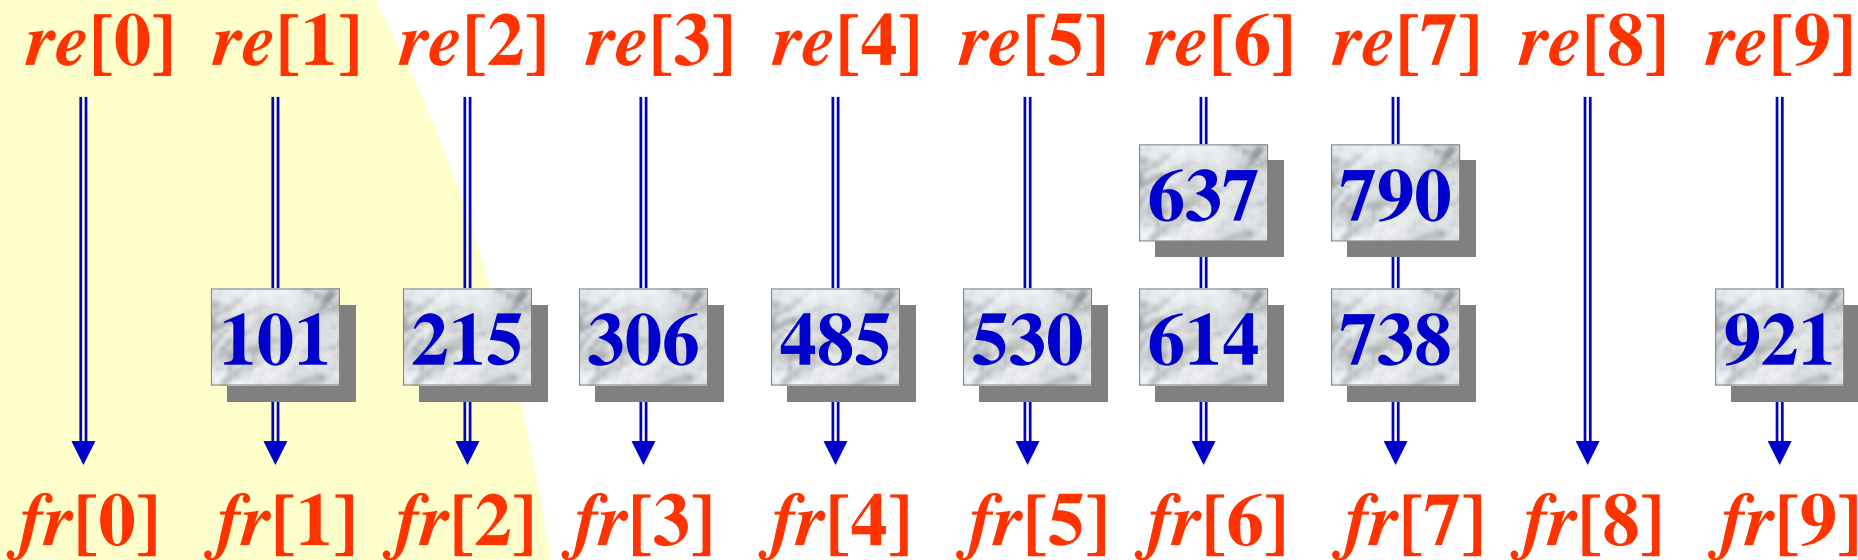 re[0] re[1] re[2] re[3] re[4] re[5] re[6] re[7] re[8] re[9]
637 790
101 215 306 485 530 614 738 921
fr[0] fr[1] fr[2] fr[3] fr[4] fr[5] fr[6] fr[7] fr[8] fr[9]